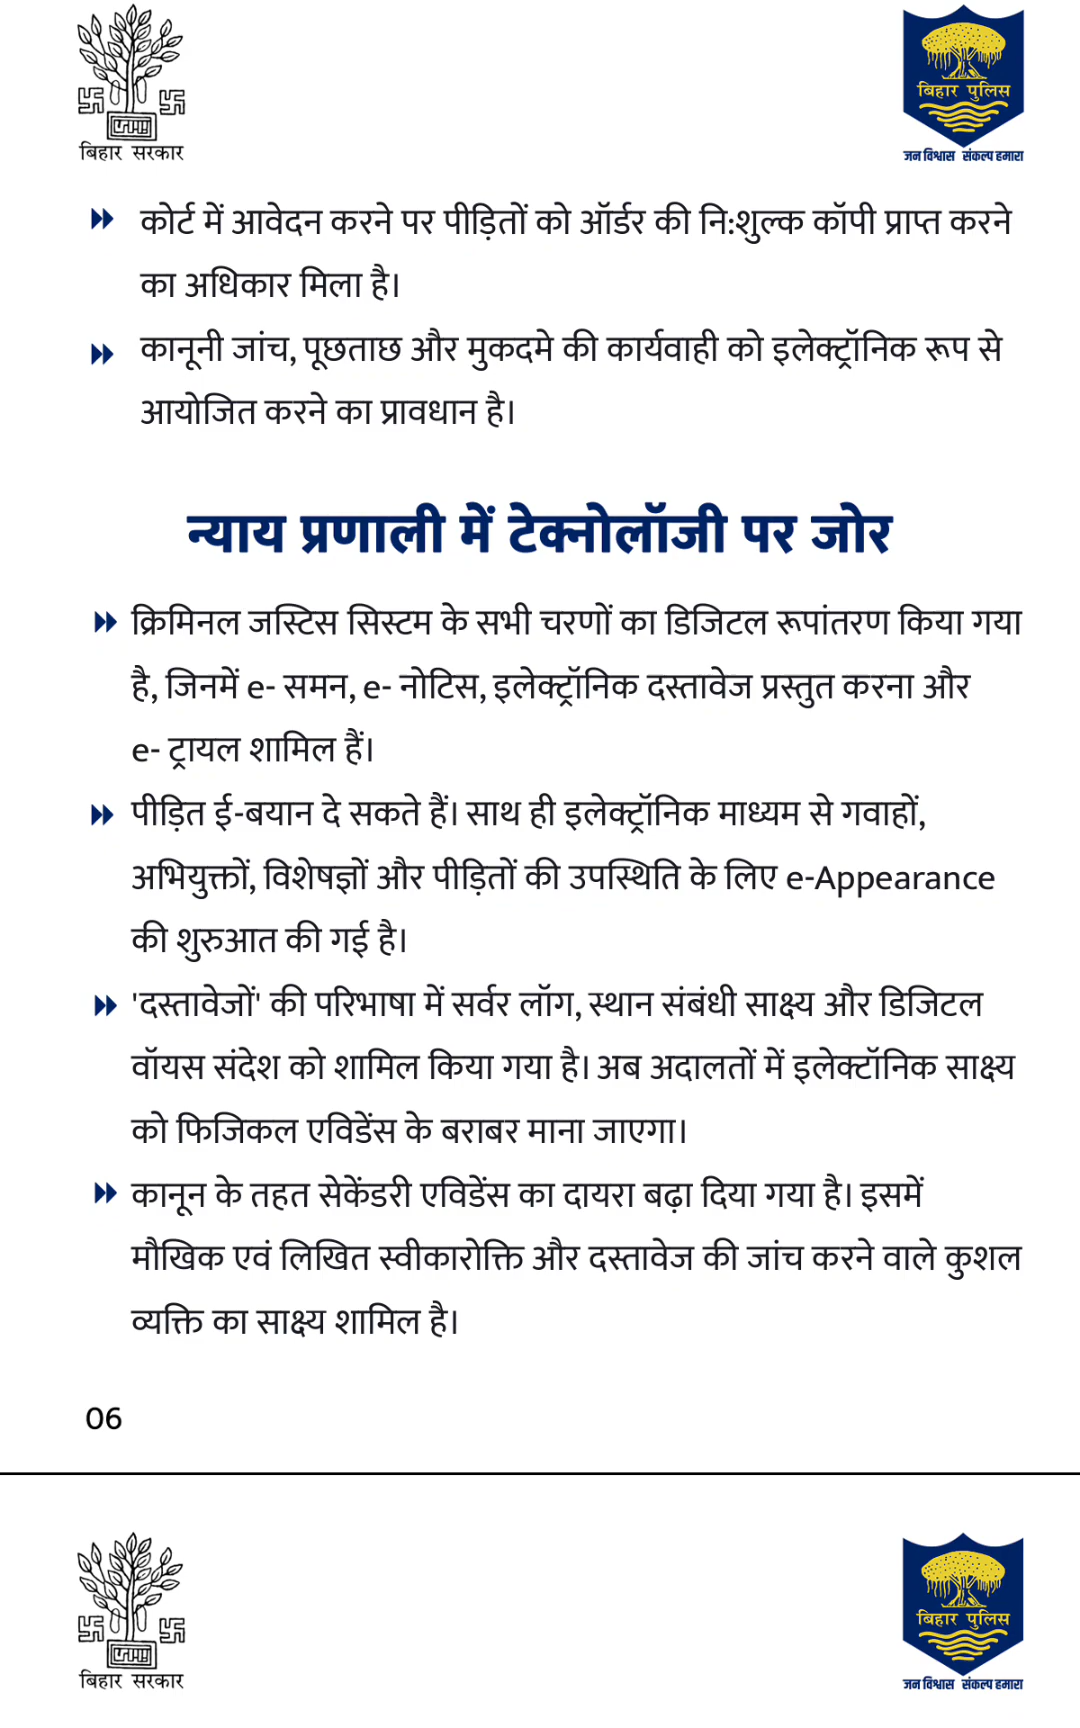 बिहार सरकार
बिहार पुलिस
जन विश्वास संकल्प हमारा
कोर्ट में आवेदन करने पर पीड़ितों को ऑर्डर की नि:शुल्क कॉपी प्राप्त करने
का अधिकार मिला है।
कानूनी जांच, पूछताछ और मुकदमे की कार्यवाही को इलेक्ट्रॉनिक रूप से
आयोजित करने का प्रावधान है।
न्याय प्रणाली में टेक्नोलॉजी पर जोर
क्रिमिनल जस्टिस सिस्टम के सभी चरणों का डिजिटल रूपांतरण किया गया
है, जिनमें e- समन, e- नोटिस, इलेक्ट्रॉनिक दस्तावेज प्रस्तुत करना और
e- ट्रायल शामिल हैं।
पीड़ित ई-बयान दे सकते हैं। साथ ही इलेक्ट्रॉनिक माध्यम से गवाहों,
अभियुक्तों, विशेषज्ञों और पीड़ितों की उपस्थिति के लिए e-Appearance
की शुरुआत की गई है।
'दस्तावेजों' की परिभाषा में सर्वर लॉग, स्थान संबंधी साक्ष्य और डिजिटल
वॉयस संदेश को शामिल किया गया है। अब अदालतों में इलेक्टॉनिक साक्ष्य
को फिजिकल एविडेंस के बराबर माना जाएगा।
कानून के तहत सेकेंडरी एविडेंस का दायरा बढ़ा दिया गया है। इसमें
मौखिक एवं लिखित स्वीकारोक्ति और दस्तावेज की जांच करने वाले कुशल
व्यक्ति का साक्ष्य शामिल है।
06
बिहार सरकार
बिहार पुलिस
जन विश्वास संकल्प हमारा